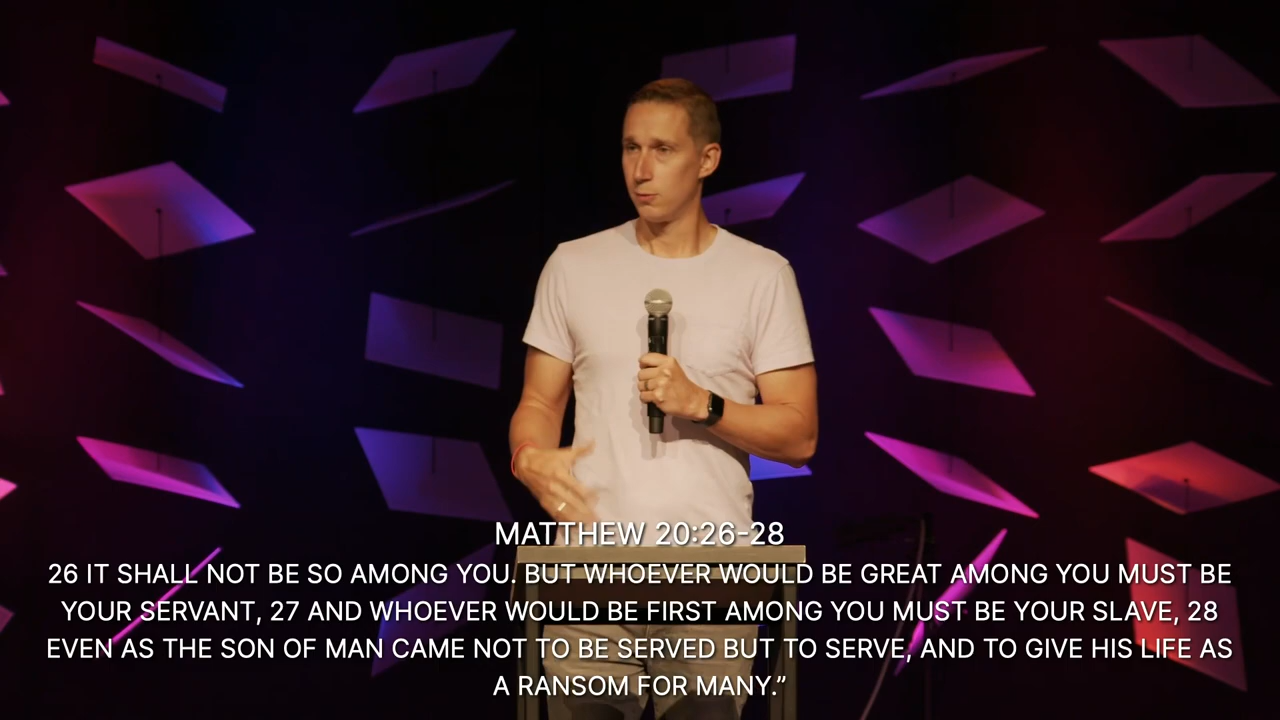 MATTHEW 20:26-28
26 IT SHALL NOT BE SO AMONG YOU. BUT WHOEVER WOULD BE GREAT AMONG YOU MUST BE
YOUR SERVANT, 27 AND WHOEVER WOULD BE FIRST AMONG YOU MUST BE YOUR SLAVE, 28
EVEN AS THE SON OF MAN CAME NOT TO BE SERVED BUT TO SERVE, AND TO GIVE HIS LIFE AS
A RANSOM FOR MANY.”